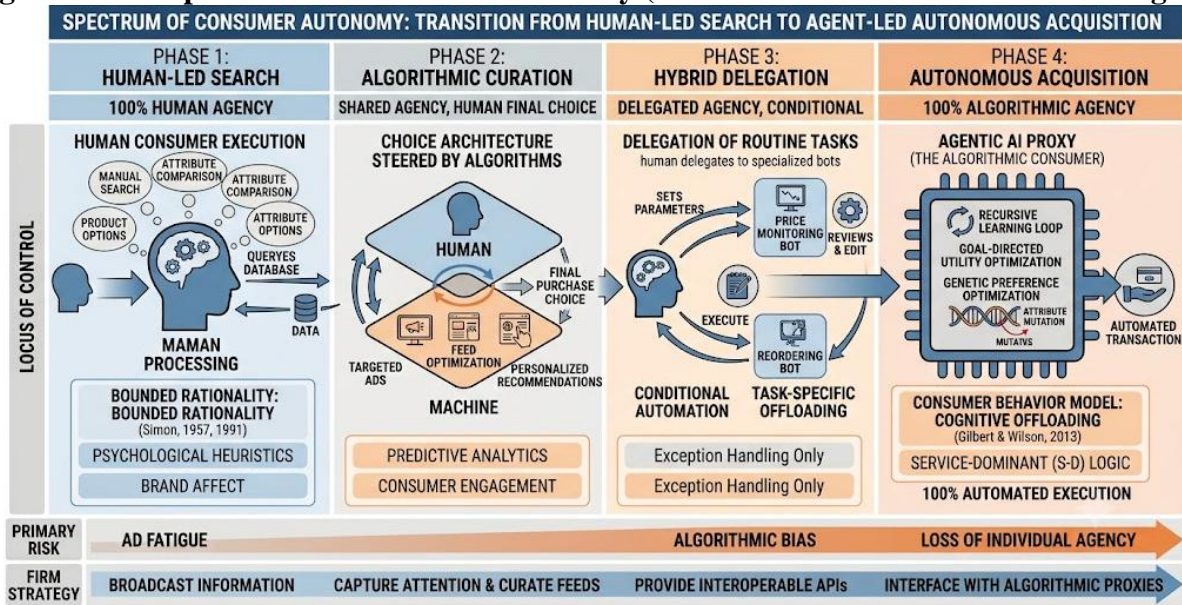 SPECTRUM OF CONSUMER AUTONOMY: TRANSITION FROM HUMAN-LED SEARCH TO AGENT-LED AUTONOMOUS ACQUISITION
PHASE 1:
HUMAN-LED SEARCH
100% HUMAN AGENCY
PHASE 2:
ALGORITHMIC CURATION
SHARED AGENCY, HUMAN FINAL CHOICE
PHASE 3:
HYBRID DELEGATION
DELEGATED AGENCY, CONDITIONAL
PHASE 4:
AUTONOMOUS ACQUISITION
100% ALGORITHMIC AGENCY
LOCUS OF CONTROL
HUMAN CONSUMER EXECUTION
MANUAL
SEARCH
ATTRIBUTE
COMPARISON
ATTRIBUTE
COMPARISON
PRODUCT
OPTIONS
ATTRIBUTE
OPTIONS
QUERYES
DATABASE
DATA
MAMAN
PROCESSING
BOUNDED RATIONALITY:
BOUNDED RATIONALITY
(Simon, 1957, 1991)
PSYCHOLOGICAL HEURISTICS
BRAND AFFECT
CHOICE ARCHITECTURE
STEERED BY ALGORITHMS
HUMAN
FINAL
PURCHASE
CHOICE
FEED
OPTIMIZATION
TARGETED
ADS
PERSONALIZED
RECOMMENDATIONS
MACHINE
PREDICTIVE ANALYTICS
CONSUMER ENGAGEMENT
DELEGATION OF ROUTINE TASKS
human delegates to specialized bots
SETS
PARAMETERS
PRICE
MONITORING
BOT
REVIEWS
& EDIT
EXECUTE
REORDERING
BOT
CONDITIONAL
AUTOMATION
TASK-SPECIFIC
OFFLOADING
Exception Handling Only
Exception Handling Only
AGENTIC AI PROXY
(THE ALGORITHMIC CONSUMER)
RECURSIVE
LEARNING LOOP
GOAL-DIRECTED
UTILITY OPTIMIZATION
GENETIC PREFERENCE
OPTIMIZATION
ATTRIBUTE
MUTATION
MUTATVS
AUTOMATED
TRANSACTION
CONSUMER BEHAVIOR MODEL:
COGNITIVE OFFLOADING
(Gilbert & Wilson, 2013)
SERVICE-DOMINANT (S-D) LOGIC
100% AUTOMATED EXECUTION
PRIMARY
RISK
AD FATIGUE
ALGORITHMIC BIAS
LOSS OF INDIVIDUAL AGENCY
FIRM
STRATEGY
BROADCAST INFORMATION
CAPTURE ATTENTION & CURATE FEEDS
PROVIDE INTEROPERABLE APIs
INTERFACE WITH ALGORITHMIC PROXIES